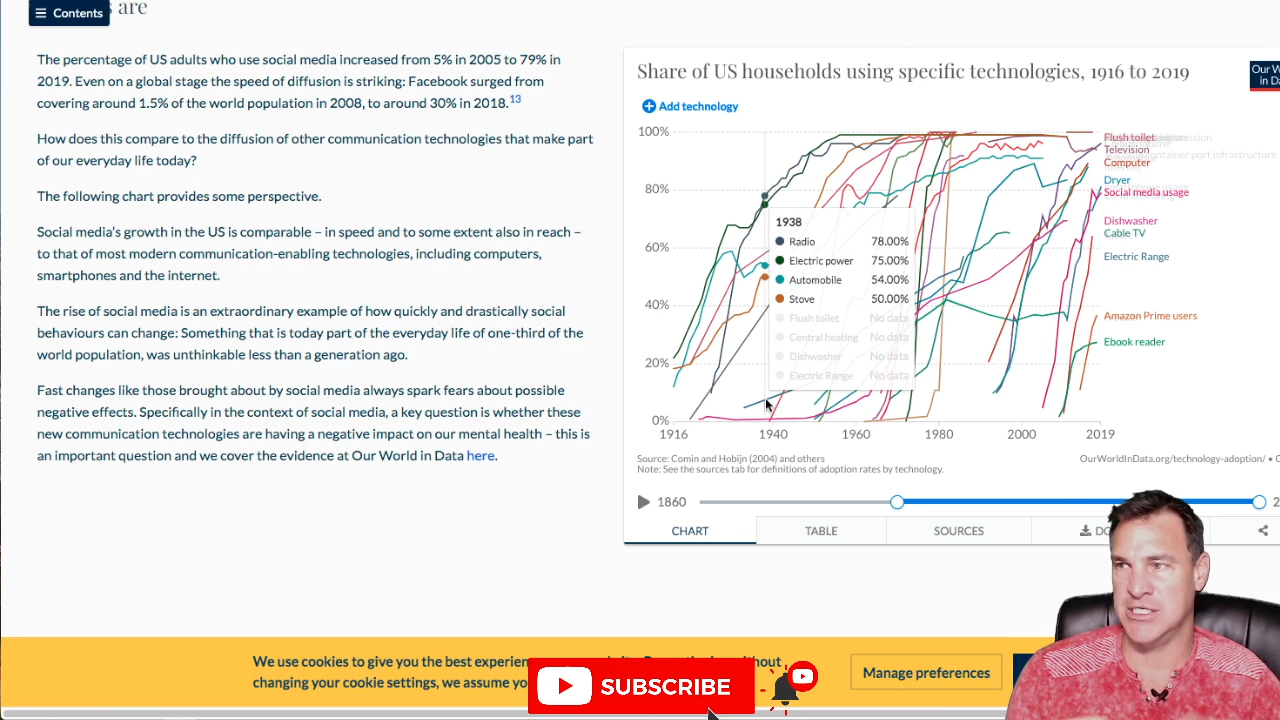 are
Contents
The percentage of US adults who use social media increased from 5% in 2005 to 79% in
2019. Even on a global stage the speed of diffusion is striking: Facebook surged from
covering around 1.5% of the world population in 2008, to around 30% in 2018.13
How does this compare to the diffusion of other communication technologies that make part
of our everyday life today?
The following chart provides some perspective.
Social media's growth in the US is comparable – in speed and to some extent also in reach –
to that of most modern communication-enabling technologies, including computers,
smartphones and the internet.
The rise of social media is an extraordinary example of how quickly and drastically social
behaviours can change: Something that is today part of the everyday life of one-third of the
world population, was unthinkable less than a generation ago.
Fast changes like those brought about by social media always spark fears about possible
negative effects. Specifically in the context of social media, a key question is whether these
new communication technologies are having a negative impact on our mental health – this is
an important question and we cover the evidence at Our World in Data here.
Share of US households using specific technologies, 1916 to 2019
Our W
in Da
Add technology
100%
80%
60%
40%
20%
0%
1916
1940
1960
1980
2000
2019
1938
Radio 78.00%
Electric power 75.00%
Automobile 54.00%
Stove 50.00%
Flush toilet No data
Central heating No data
Dishwasher No data
Electric Range No data
Flush toilet
Television
container port infrastructure
Computer
Dryer
Social media usage
Dishwasher
Cable TV
Electric Range
Amazon Prime users
Ebook reader
Source: Comin and Hobijn (2004) and others
Note: See the sources tab for definitions of adoption rates by technology.
OurWorldInData.org/technology-adoption/ • C
1860
2
CHART
TABLE
SOURCES
DO
We use cookies to give you the best experien
without
changing your cookie settings, we assume yo
Manage preferences
SUBSCRIBE